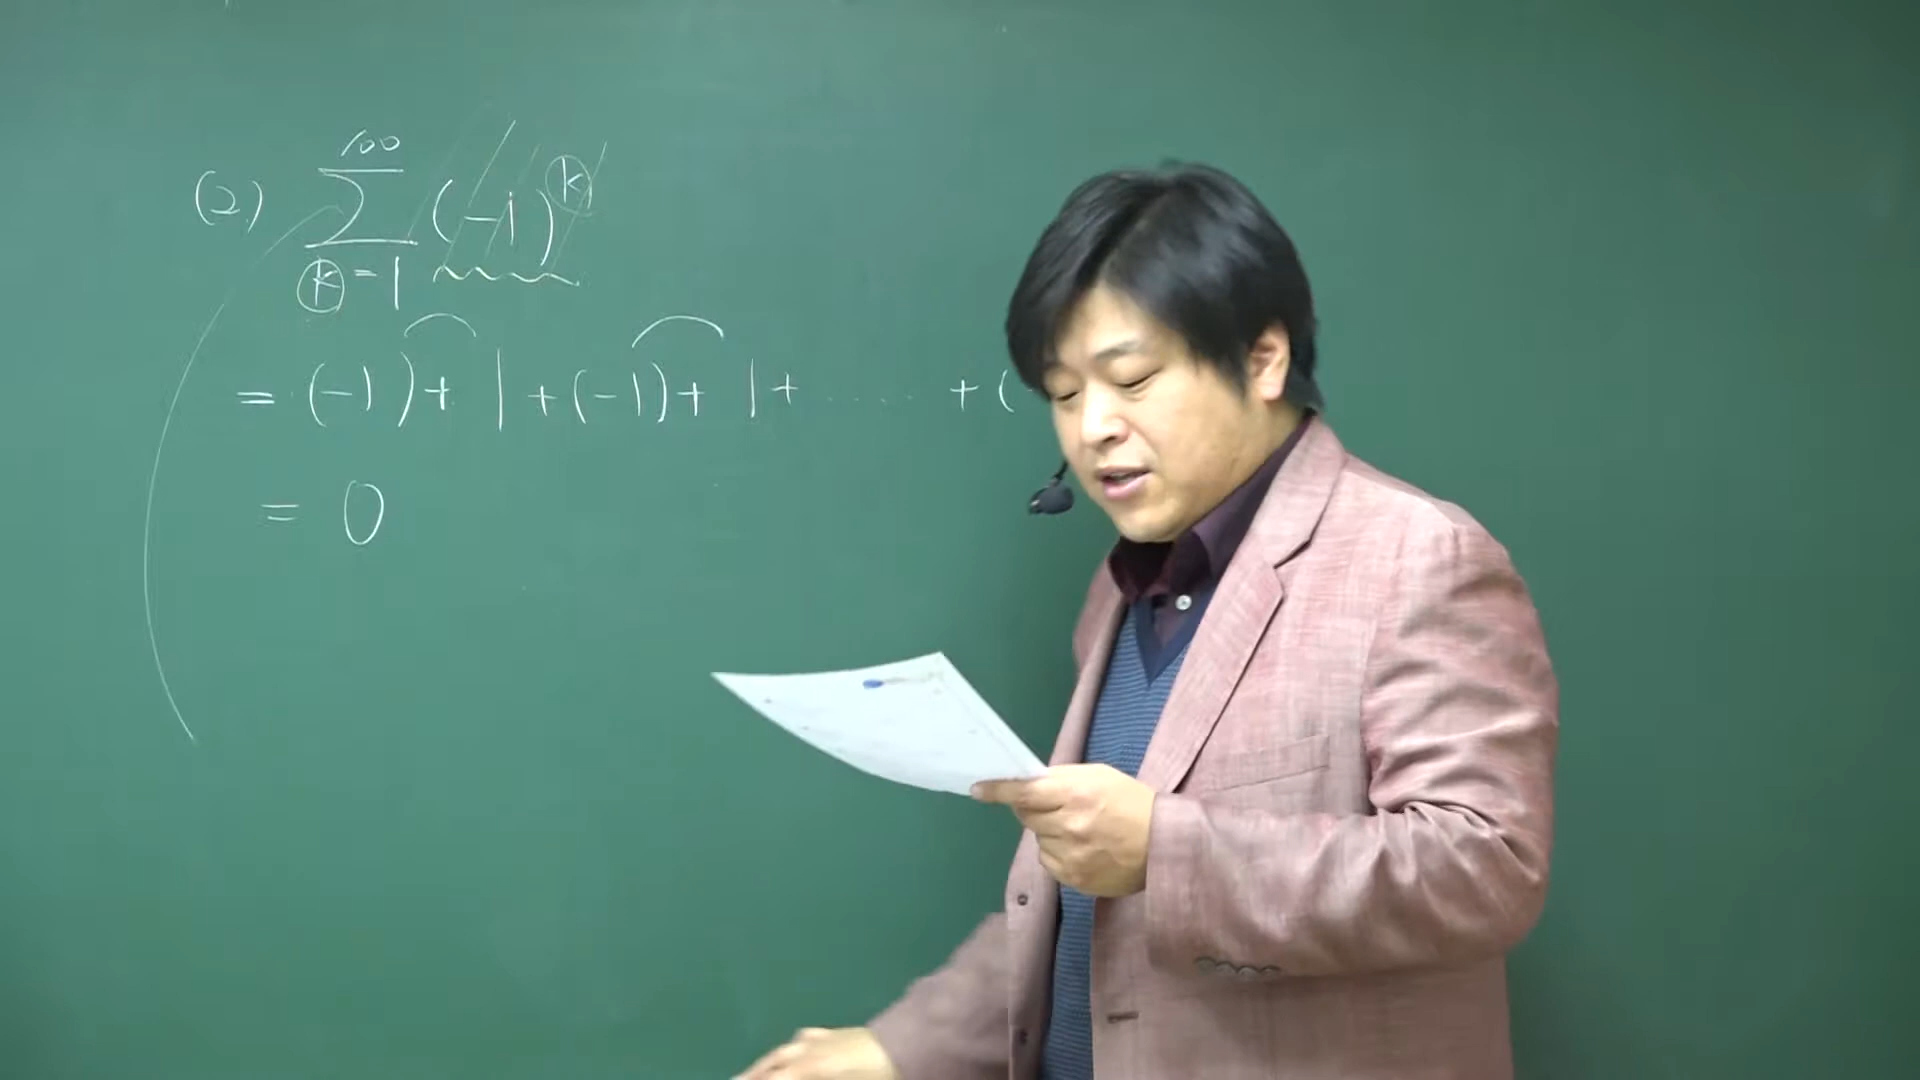 (2) \sum_{k=1}^{100} (-1)^k
= (-1) + 1 + (-1) + 1 + ...... + (
= 0